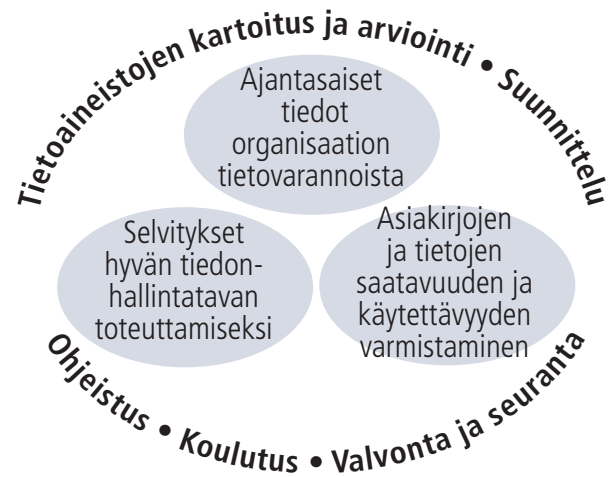 Tietoaineistojen kartoitus ja arviointi • Suunnittelu
Ajantasaiset
tiedot
organisaation
tietovarannoista
Selvitykset
hyvän tiedon-
hallintatavan
toteuttamiseksi
Asiakirjojen
ja tietojen
saatavuuden ja
käytettävyyden
varmistaminen
Ohjeistus • Koulutus • Valvonta ja seuranta